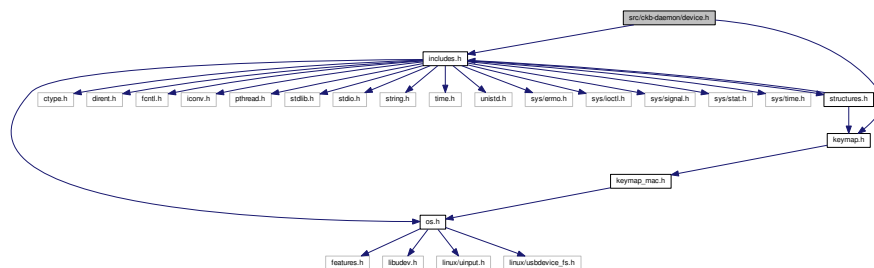 src/ckb-daemon/device.h
includes.h
ctype.h dirent.h fcntl.h iconv.h pthread.h stdlib.h stdio.h string.h time.h unistd.h sys/errno.h sys/ioctl.h sys/signal.h sys/stat.h sys/time.h structures.h
keymap.h
keymap_mac.h
os.h
features.h libudev.h linux/uinput.h linux/usbdevice_fs.h